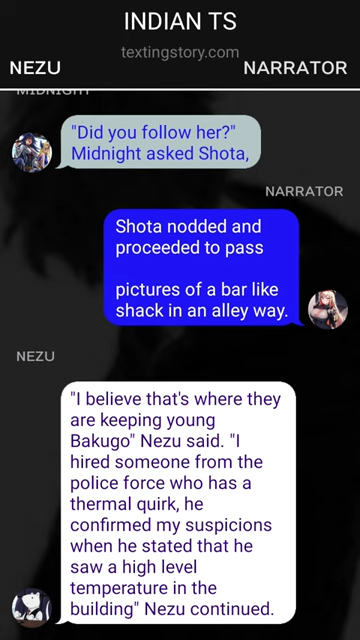 INDIAN TS
textingstory.com
NEZU
NARRATOR
MIDNIGHT
"Did you follow her?"
Midnight asked Shota,
NARRATOR
Shota nodded and
proceeded to pass
pictures of a bar like
shack in an alley way.
NEZU
"I believe that's where they
are keeping young
Bakugo" Nezu said. "I
hired someone from the
police force who has a
thermal quirk, he
confirmed my suspicions
when he stated that he
saw a high level
temperature in the
building" Nezu continued.